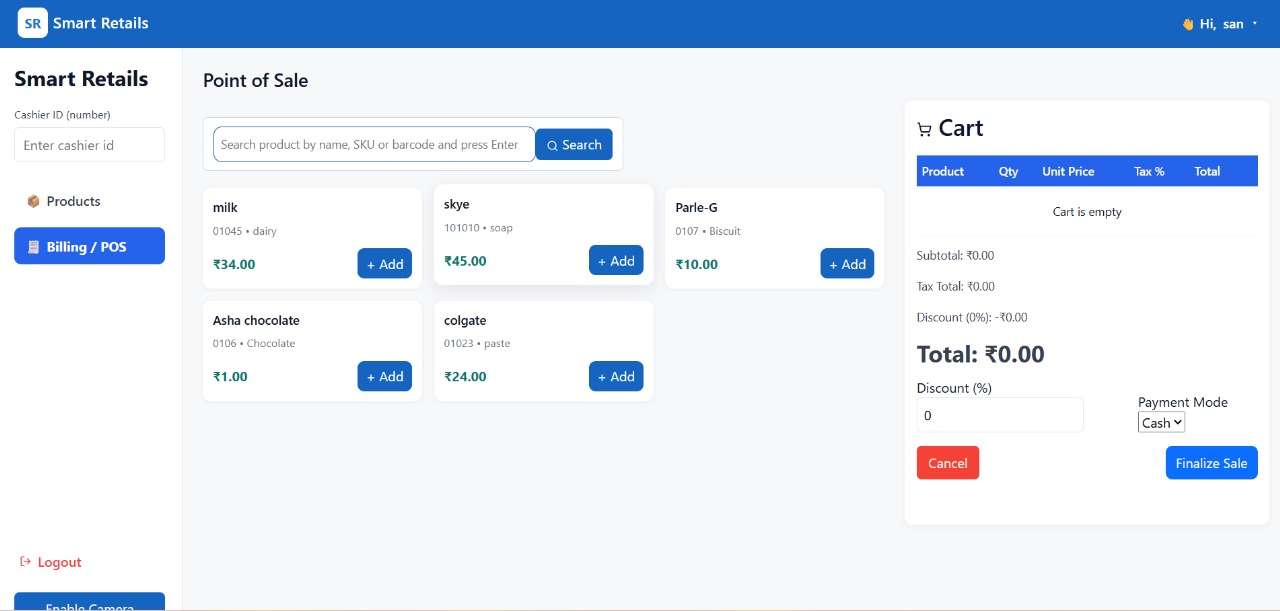 SR Smart Retails
👋 Hi, san
Smart Retails
Cashier ID (number)
Enter cashier id
Products
Billing / POS
Logout
Enable Camera
Point of Sale
Search product by name, SKU or barcode and press Enter
Search
milk
01045 • dairy
₹34.00
+ Add
skye
101010 • soap
₹45.00
+ Add
Parle-G
0107 • Biscuit
₹10.00
+ Add
Asha chocolate
0106 • Chocolate
₹1.00
+ Add
colgate
01023 • paste
₹24.00
+ Add
Cart
Product Qty Unit Price Tax % Total
Cart is empty
Subtotal: ₹0.00
Tax Total: ₹0.00
Discount (0%): -₹0.00
Total: ₹0.00
Discount (%)
0
Payment Mode
Cash
Cancel
Finalize Sale